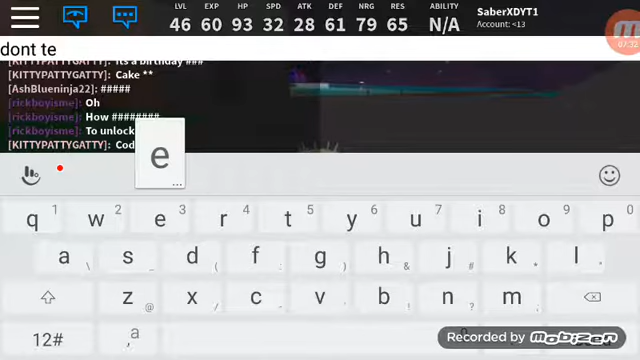 LVL EXP HP ATK SPD DEF NRG RES ABILITY
46 60 93 32 28 61 79 65 N/A
SaberXDYT1
Account: <13
07:32
dont te
[KITTYPATTYGATTY]: Its a birthday ###
[KITTYPATTYGATTY]: Cake **
[AshBlueninja22]: #####
[rickboyisme]: Oh
[rickboyisme]: How ########
[rickboyisme]: To unlock
[KITTYPATTYGATTY]: Cod
e
...
q 1 w 2 e 3 r 4 t 5 y 6 u 7 i 8 o 9 p 0
a \ s _ d ( f : g ) h & j # k * l
z @ x / c - v b ! n ? m
12# , a
Recorded by mobizen